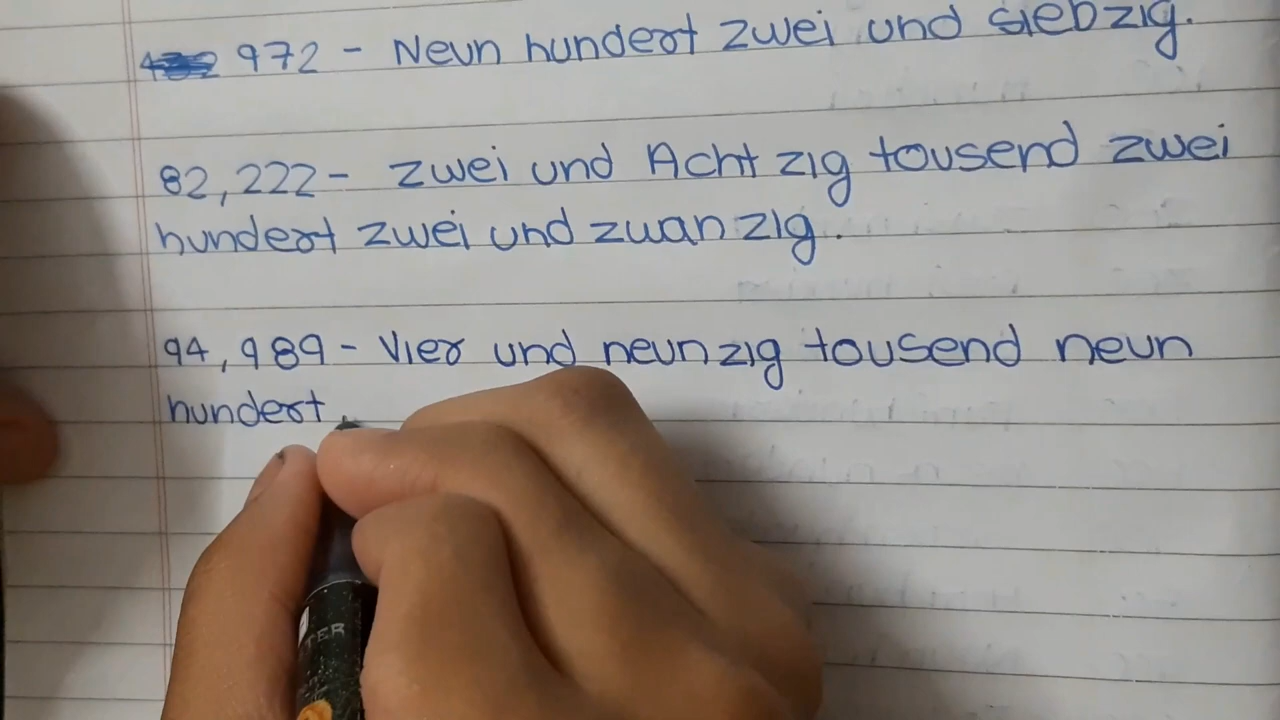 972 - Neun hundert zwei und siebzig.
82,222 - zwei und Acht zig tousend zwei
hundert zwei und zwan zig.
94,989 - Vier und neun zig tousend neun
hundert
TER